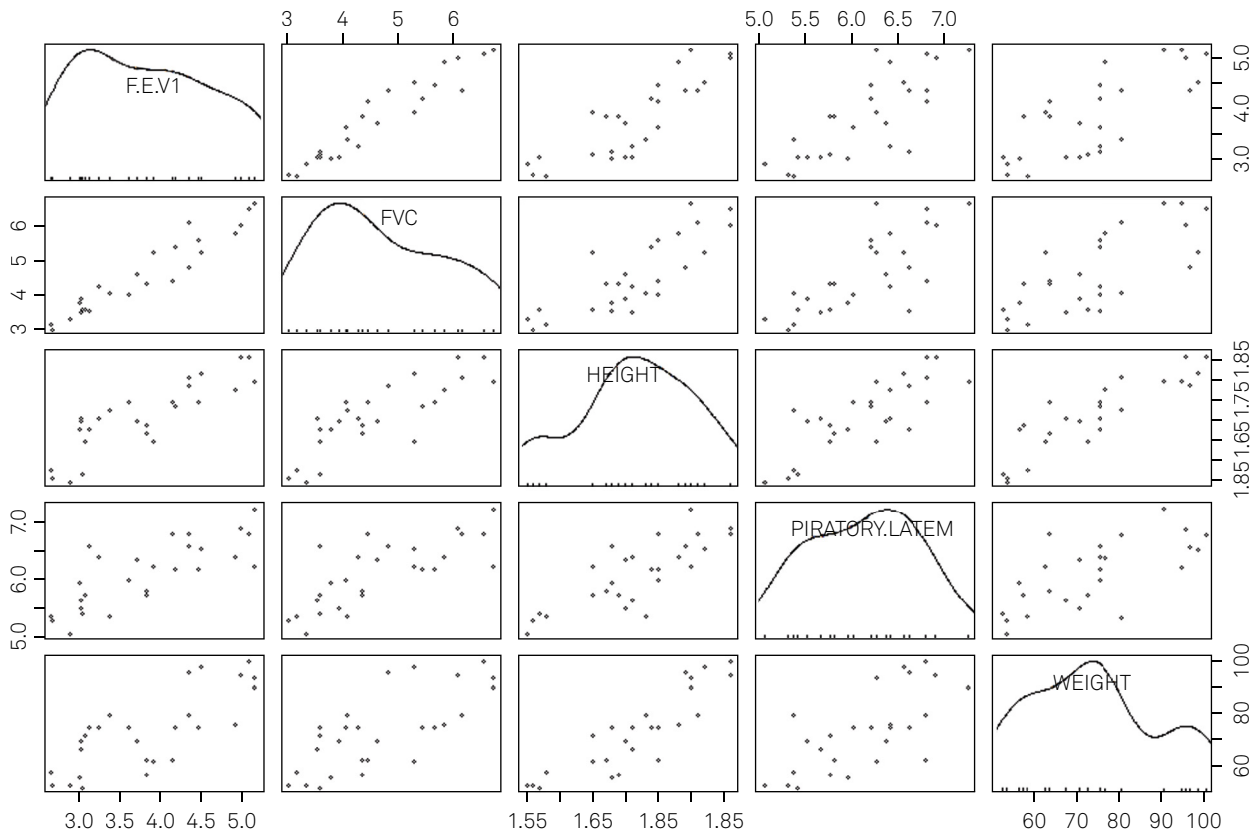 3 4 5 6
5.0 5.5 6.0 6.5 7.0
F.E.V1
3.0 4.0 5.0
3 4 5 6
FVC
HEIGHT
1.85 1.65 1.75 1.85
5.0 6.0 7.0
PIRATORY.LATEM
WEIGHT
60 80 100
3.0 3.5 4.0 4.5 5.0
1.55 1.65 1.85 1.85
60 70 80 90 100